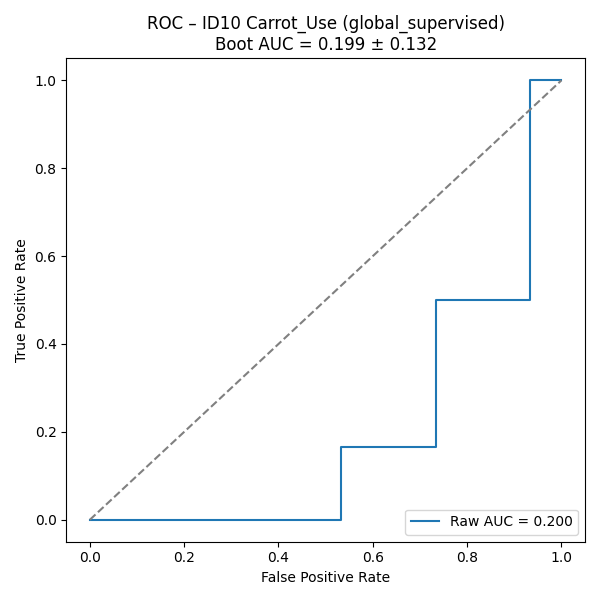 ROC – ID10 Carrot_Use (global_supervised)
Boot AUC = 0.199 ± 0.132
True Positive Rate
1.0
0.8
0.6
0.4
0.2
0.0
Raw AUC = 0.200
0.0 0.2 0.4 0.6 0.8 1.0
False Positive Rate